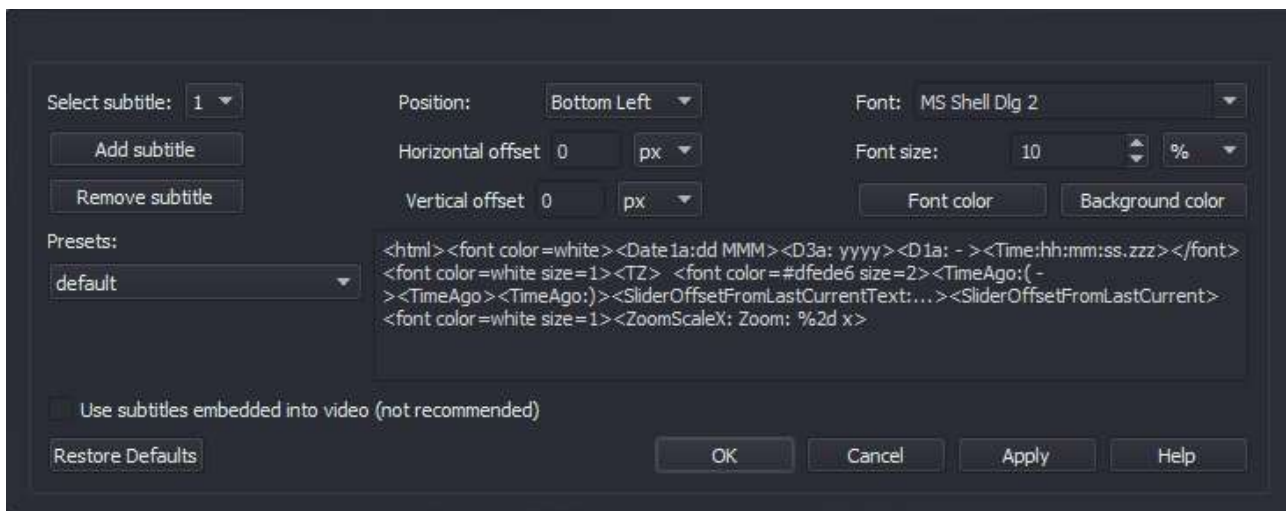 Select subtitle: 1
Position: Bottom Left
Font: MS Shell Dlg 2
Add subtitle
Horizontal offset 0 px
Font size: 10 %
Remove subtitle
Vertical offset 0 px
Font color
Background color
Presets:
default
<html><font color=white><Date1a:dd MMM><D3a: yyyy><D1a: - ><Time:hh:mm:ss.zzz></font>
<font color=white size=1><TZ>  <font color=#dfede6 size=2><TimeAgo:( -
><TimeAgo><TimeAgo:)><SliderOffsetFromLastCurrentText:...><SliderOffsetFromLastCurrent>
<font color=white size=1><ZoomScaleX: Zoom: %2d x>
Use subtitles embedded into video (not recommended)
Restore Defaults
OK
Cancel
Apply
Help